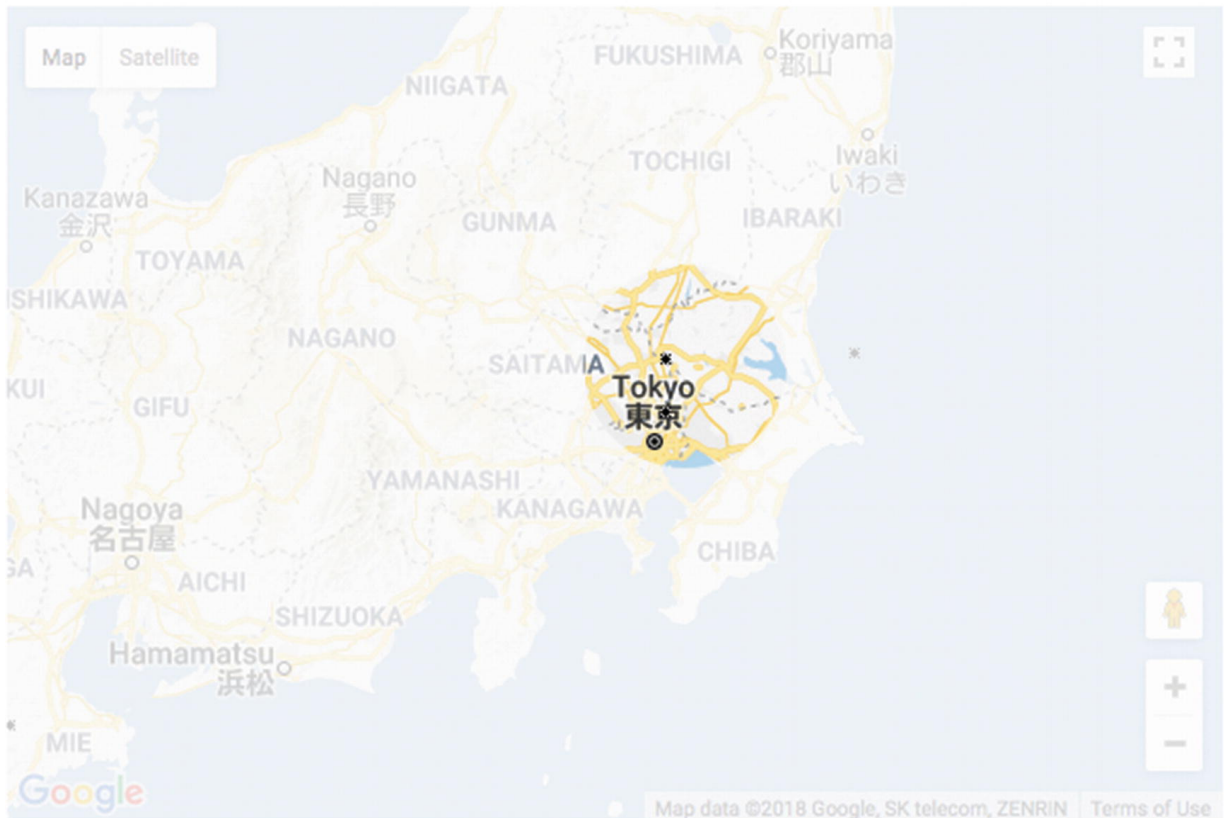 Map Satellite
FUKUSHIMA
Koriyama
郡山
NIIGATA
TOCHIGI
Iwaki
いわき
Nagano
長野
Kanazawa
金沢
GUNMA
IBARAKI
TOYAMA
ISHIKAWA
NAGANO
SAITAMA
KUI
GIFU
Tokyo
東京
YAMANASHI
KANAGAWA
Nagoya
名古屋
CHIBA
GA
AICHI
SHIZUOKA
Hamamatsu
浜松
MIE
Google
Map data ©2018 Google, SK telecom, ZENRIN Terms of Use